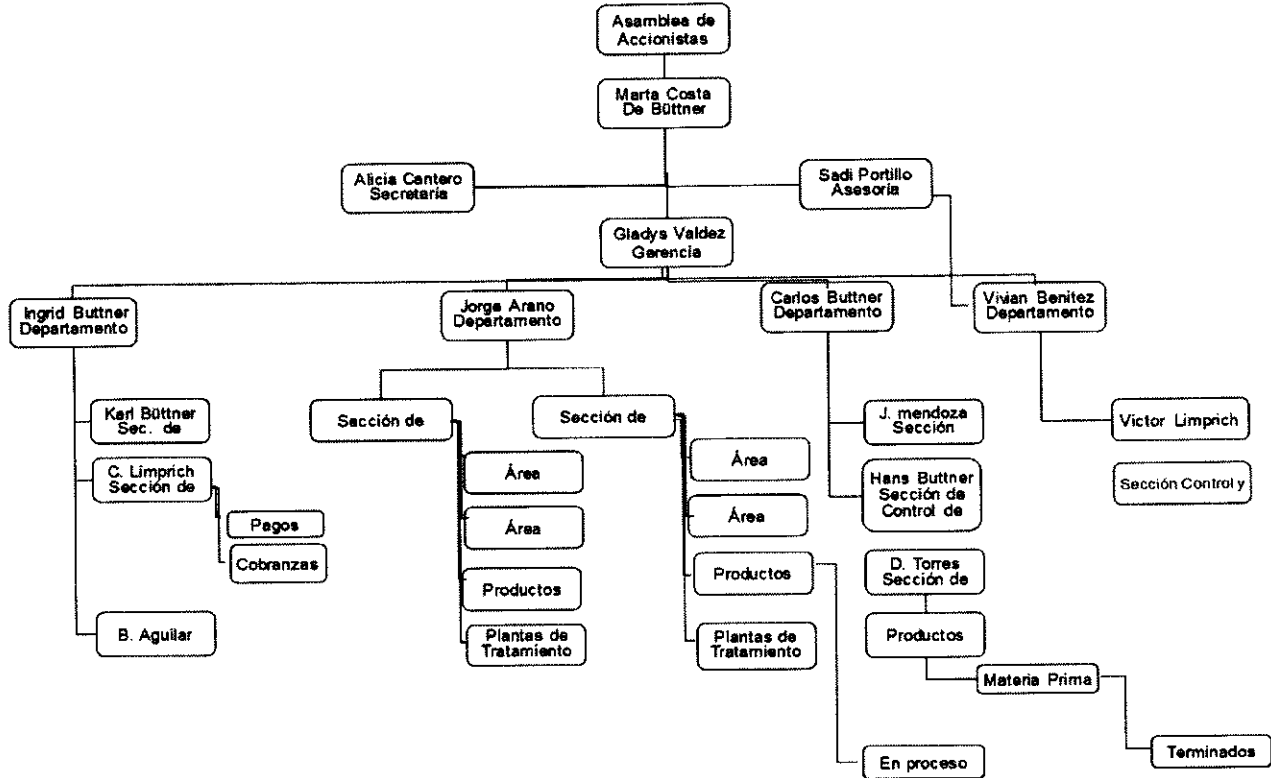 Asamblea de
Accionistas
Marta Costa
De Büttner
Alicia Cantero
Secretaría
Sadi Portillo
Asesoría
Gladys Valdez
Gerencia
Ingrid Buttner
Departamento
Jorge Arano
Departamento
Carlos Buttner
Departamento
Vivian Benitez
Departamento
Karl Büttner
Sec. de
C. Limprich
Sección de
Pagos
Cobranzas
B. Aguilar
Sección de
Área
Área
Productos
Plantas de
Tratamiento
Sección de
Área
Área
Productos
Plantas de
Tratamiento
En proceso
J. mendoza
Sección
Hans Buttner
Sección de
Control de
D. Torres
Sección de
Productos
Materia Prima
Terminados
Victor Limprich
Sección Control y